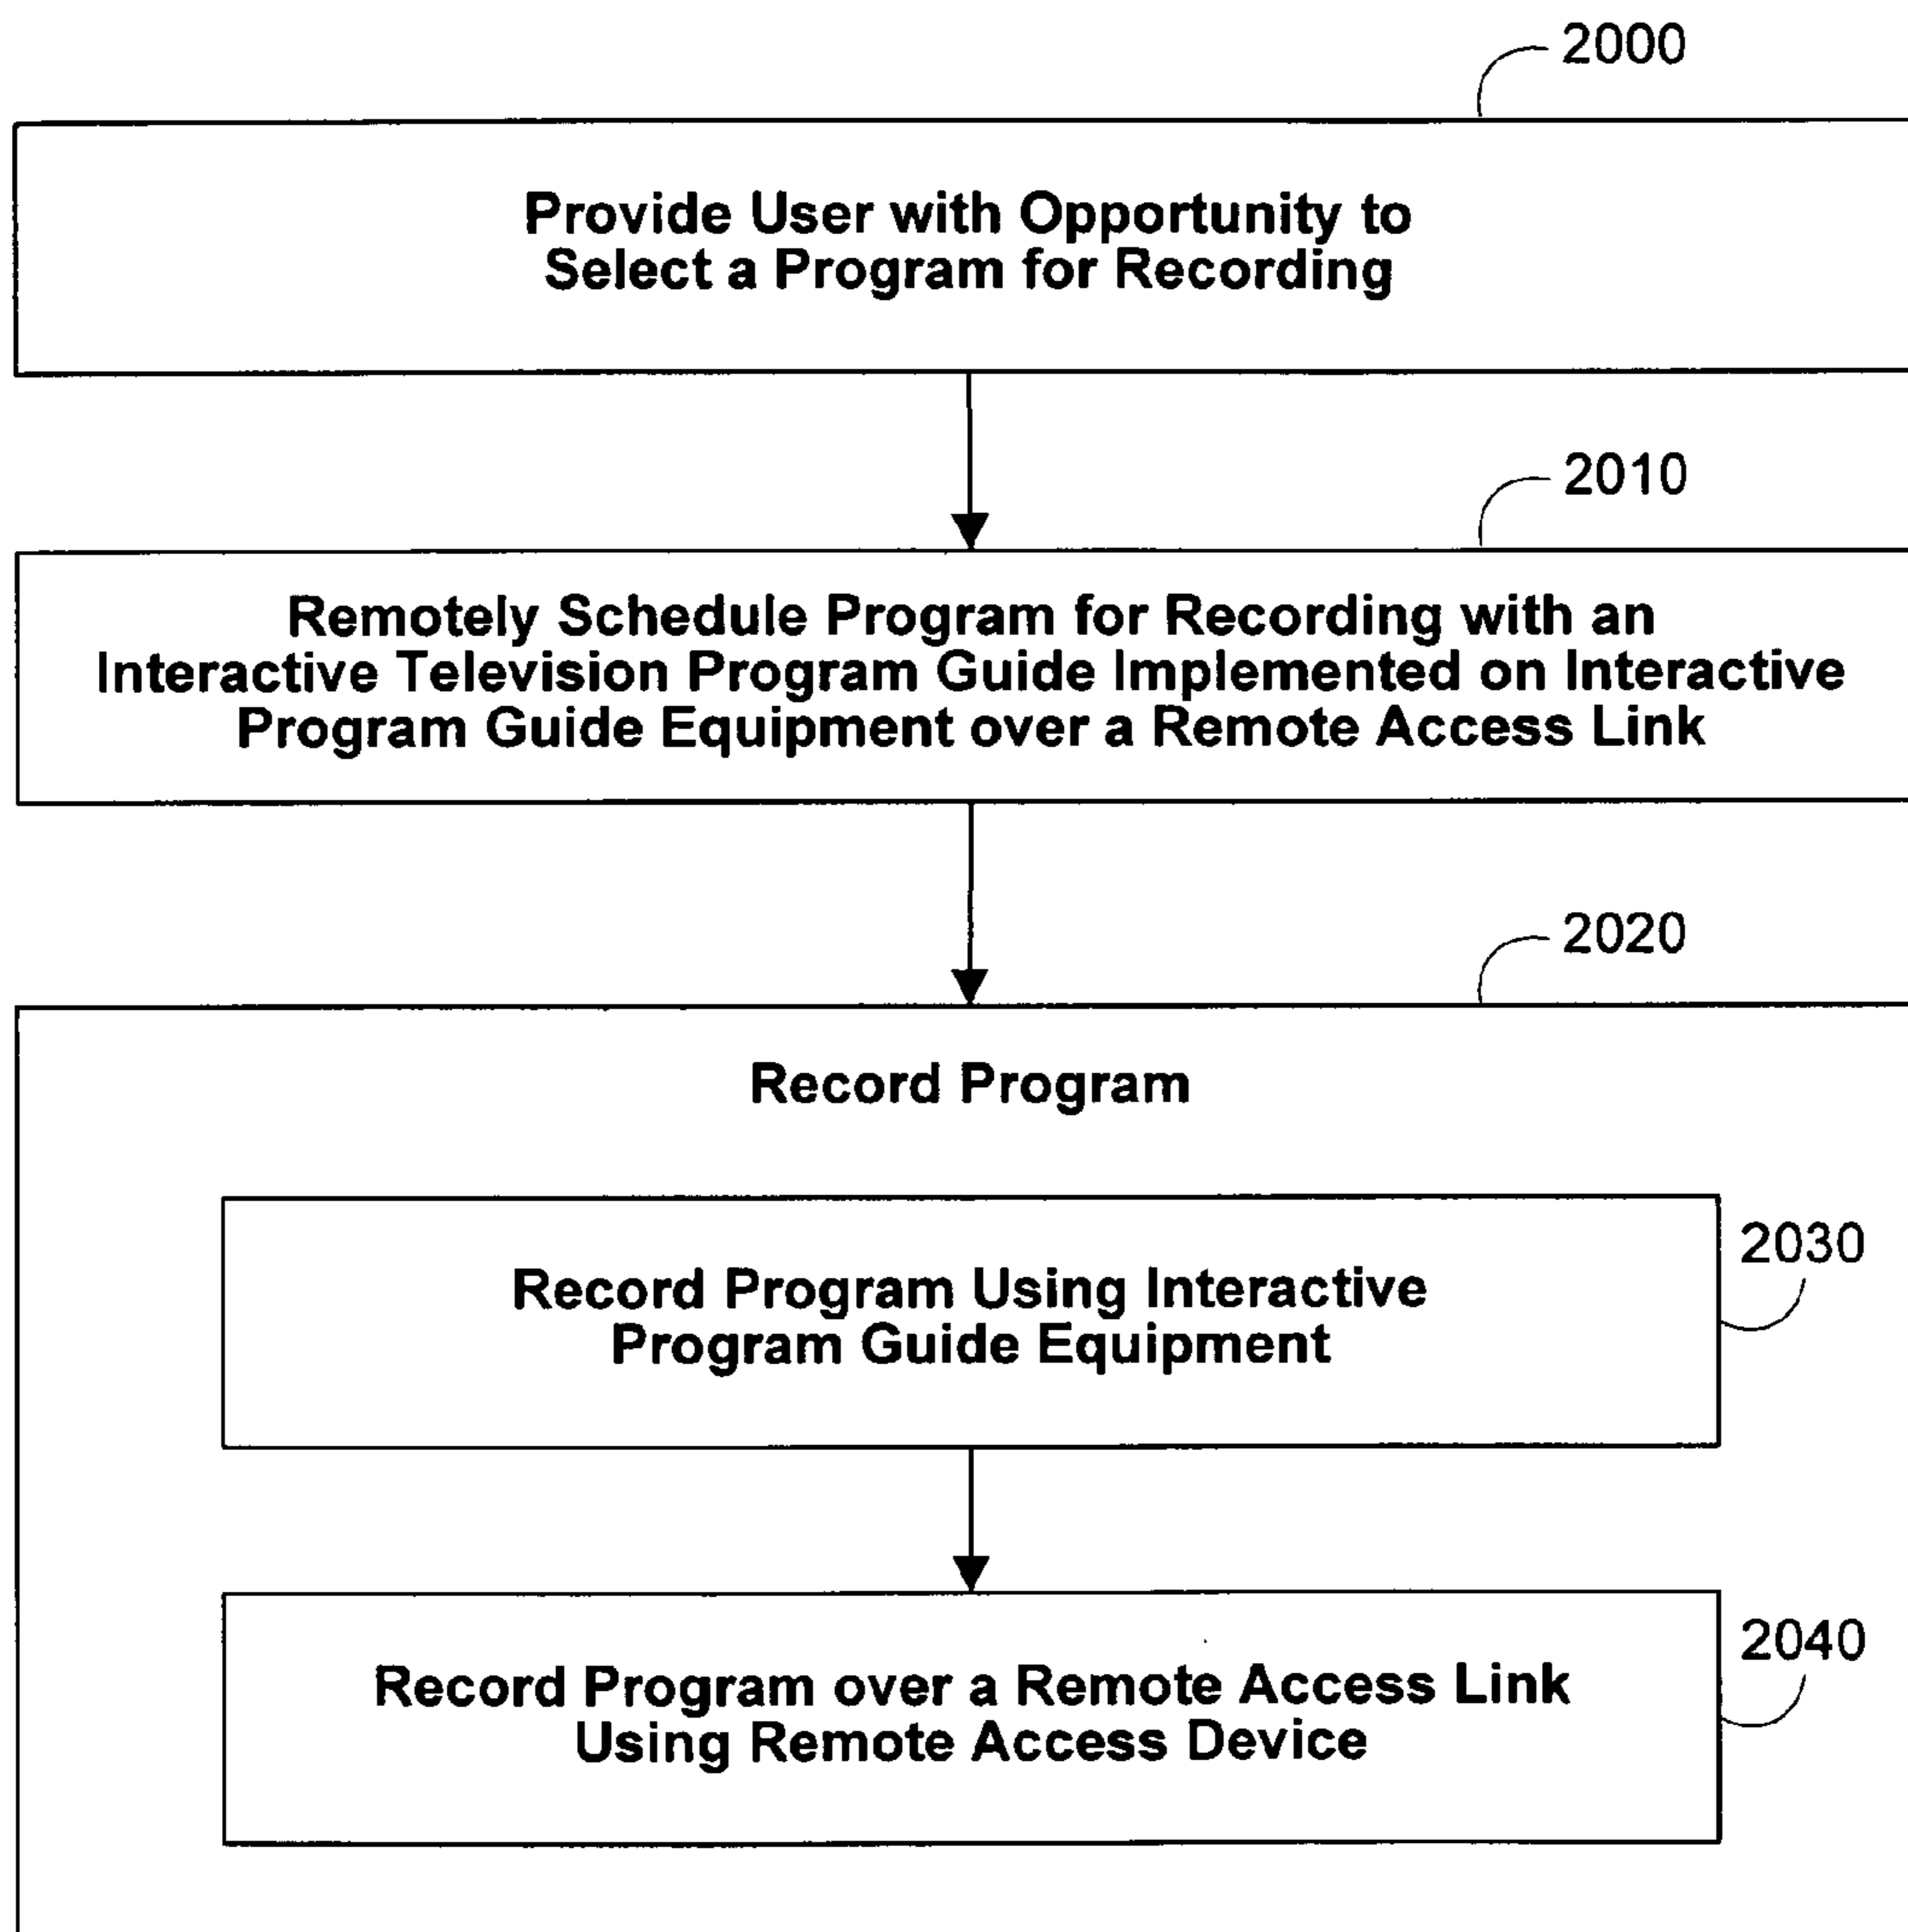 2000
Provide User with Opportunity to
Select a Program for Recording
2010
Remotely Schedule Program for Recording with an
Interactive Television Program Guide Implemented on Interactive
Program Guide Equipment over a Remote Access Link
2020
Record Program
2030
Record Program Using Interactive
Program Guide Equipment
2040
Record Program over a Remote Access Link
Using Remote Access Device